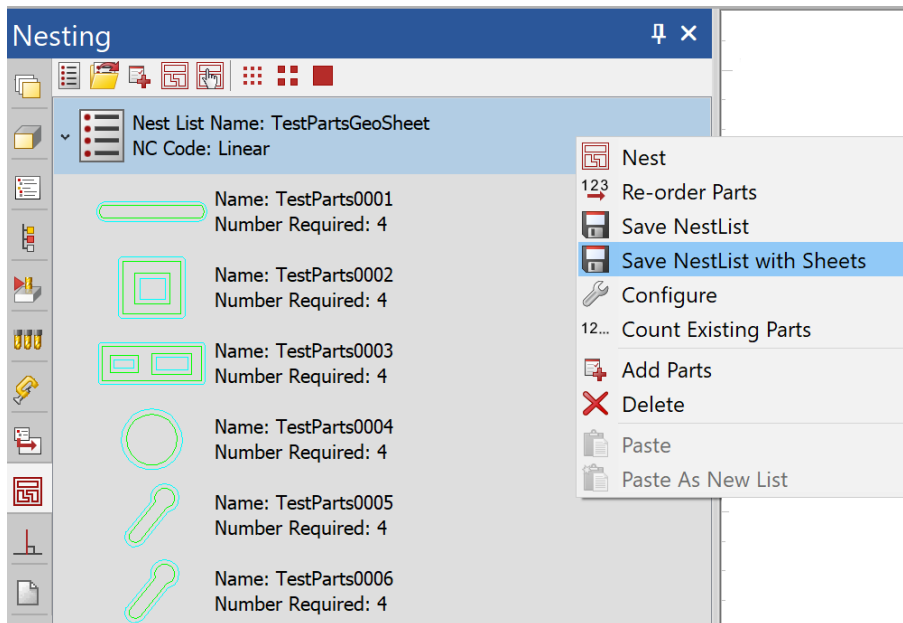 Nesting
Nest List Name: TestPartsGeoSheet
NC Code: Linear
Name: TestParts0001
Number Required: 4
Name: TestParts0002
Number Required: 4
Name: TestParts0003
Number Required: 4
Name: TestParts0004
Number Required: 4
Name: TestParts0005
Number Required: 4
Name: TestParts0006
Number Required: 4
Nest
123 Re-order Parts
Save NestList
Save NestList with Sheets
Configure
12... Count Existing Parts
Add Parts
Delete
Paste
Paste As New List